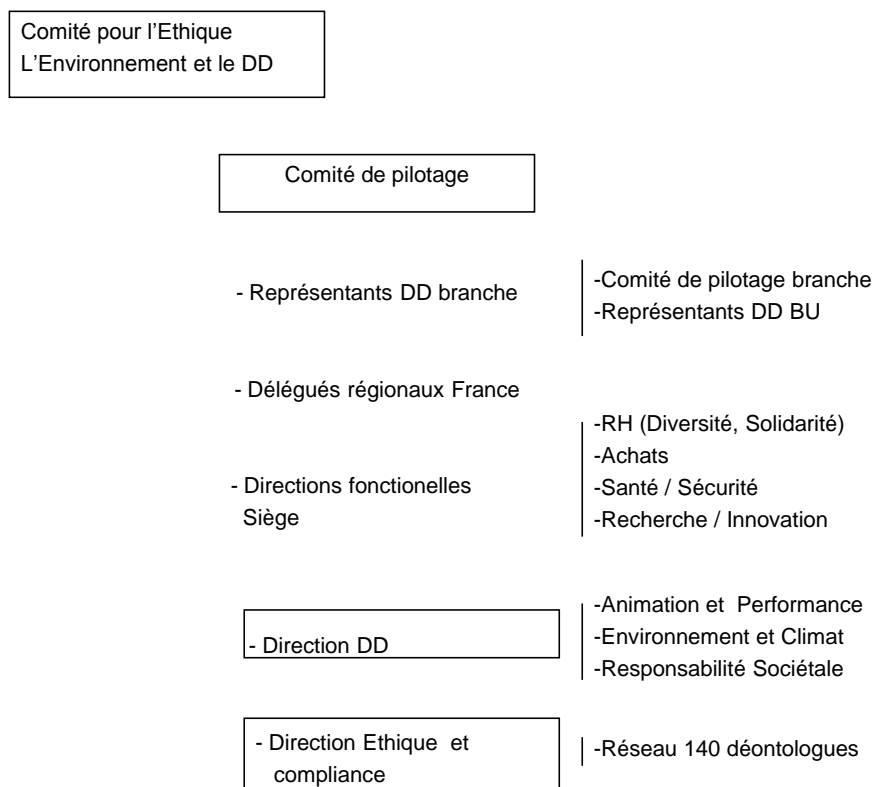 Comité pour l’Ethique
L’Environnement et le DD
Comité de pilotage
- Représentants DD branche
-Comité de pilotage branche
-Représentants DD BU
- Délégués régionaux France
- Directions fonctionelles
Siège
-RH (Diversité, Solidarité)
-Achats
-Santé / Sécurité
-Recherche / Innovation
- Direction DD
-Animation et Performance
-Environnement et Climat
-Responsabilité Sociétale
- Direction Ethique et
compliance
-Réseau 140 déontologues